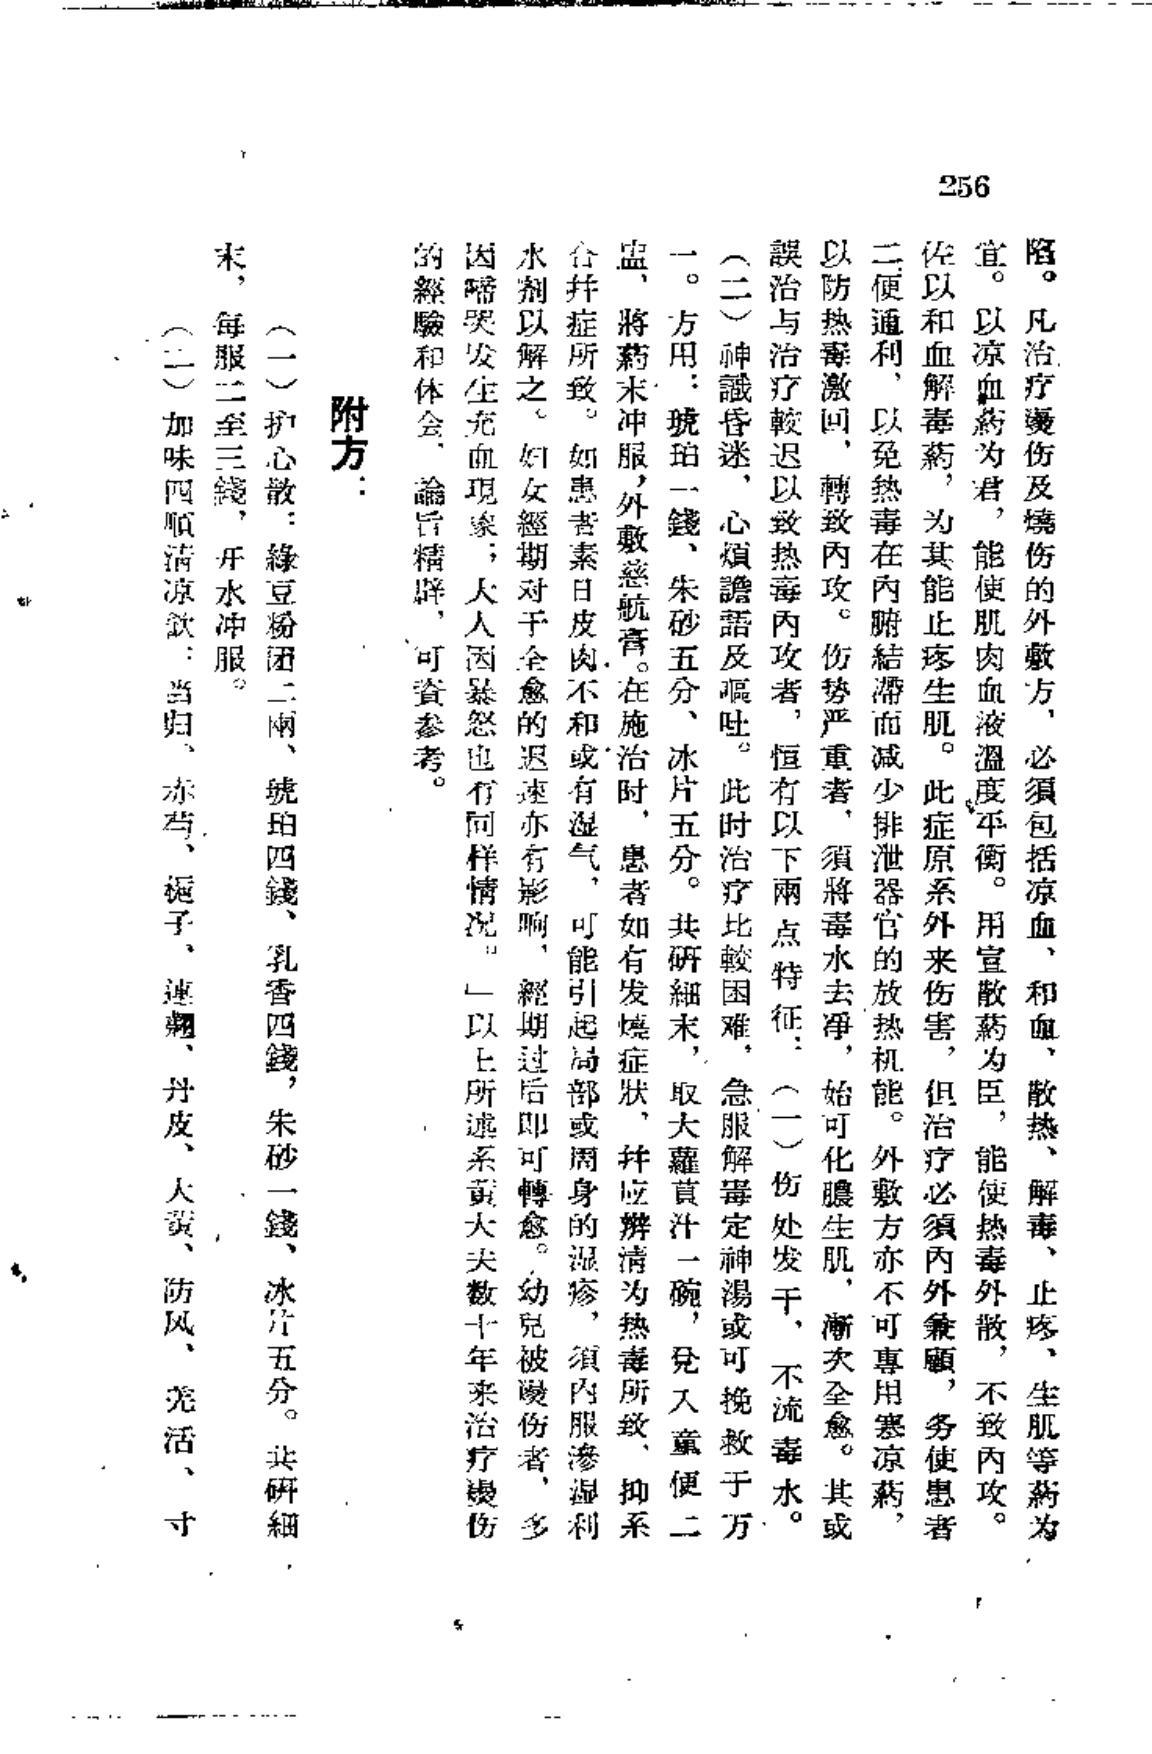 256
陷。凡治疗燙伤及燒伤的外敷方，必須包括凉血、和血、散热、解毒、止疼、生肌等葯为
宜。以凉血葯为君，能使肌肉血液溫度平衡。用宣散葯为臣，能使热毒外散，不致內攻。
佐以和血解毒葯，为其能止疼生肌。此症原系外来伤害，但治疗必須內外兼顧，务使患者
二便通利，以免热毒在內腑結滯而减少排泄器官的放热机能。外敷方亦不可專用寒凉葯，
以防热毒激回，轉致內攻。伤势严重者，須將毒水去淨，始可化膿生肌，漸次全愈。其或
誤治与治疗較迟以致热毒內攻者，恒有以下兩点特征：（一）伤处发干，不流毒水。
（二）神識昏迷、心煩譫語及嘔吐。此时治疗比較困难，急服解毒定神湯或可挽救于万
一。方用：琥珀一錢、朱砂五分、冰片五分。共研細末，取大蘿蔔汁一碗，兌入童便二
盅，將葯末冲服，外敷慈航膏。在施治时，患者如有发燒症狀，幷应辨清为热毒所致、抑系
合幷症所致。如患者素日皮肉不和或有湿气，可能引起局部或周身的湿疹，須內服滲湿利
水剂以解之。妇女經期对于全愈的迟速亦有影响，經期过后即可轉愈。幼兒被燙伤者，多
因啼哭发生充血現象；大人因暴怒也有同样情况。」以上所述系黃大夫数十年来治疗燙伤
的經驗和体会，論旨精辟，可資参考。
附方：
（一）护心散：綠豆粉团二兩、琥珀四錢、乳香四錢，朱砂一錢、冰片五分。共研細
末，每服二至三錢，开水冲服。
（二）加味四順清凉飲：当归、赤芍、梔子、連翹、丹皮、大黃、防风、羌活、寸